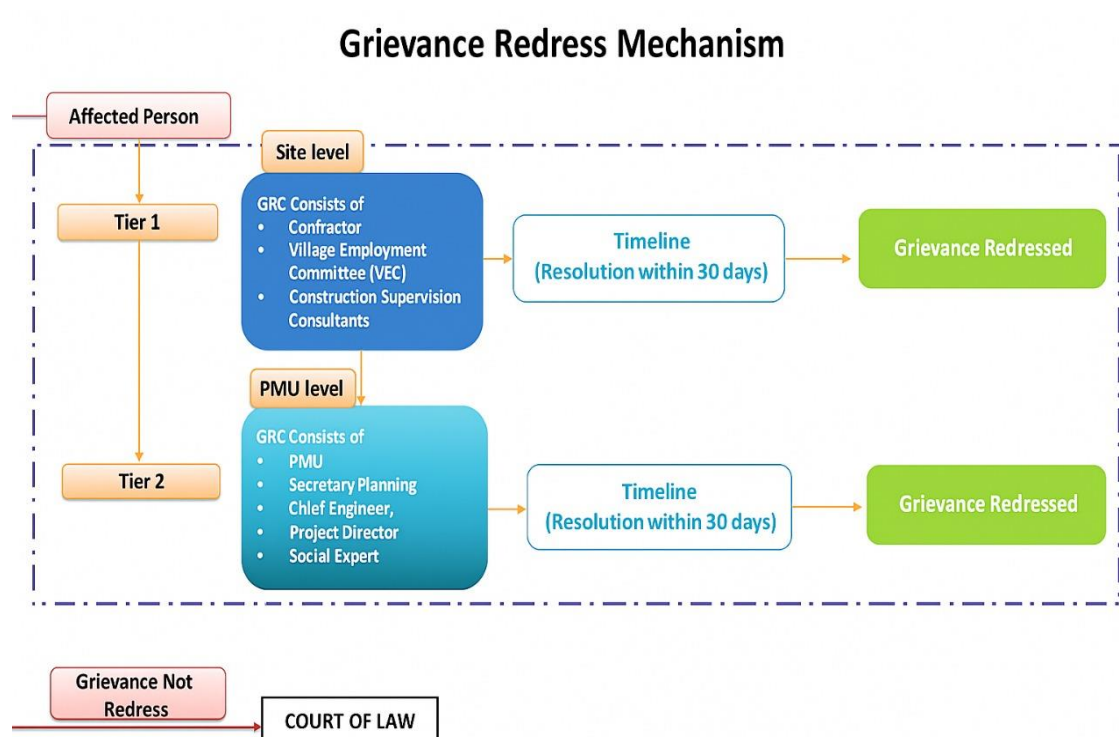 Grievance Redress Mechanism
Affected Person
Site level
Tier 1
GRC Consists of
• Confractor
• Village Employment
Committee (VEC)
• Construction Supervision
Consultants
Timeline
(Resolution within 30 days)
Grievance Redressed
PMU level
Tier 2
GRC Consists of
• PMU
• Secretary Planning
• Chlef Engineer,
• Project Director
• Social Expert
Timeline
(Resolution within 30 days)
Grievance Redressed
Grievance Not
Redress
COURT OF LAW